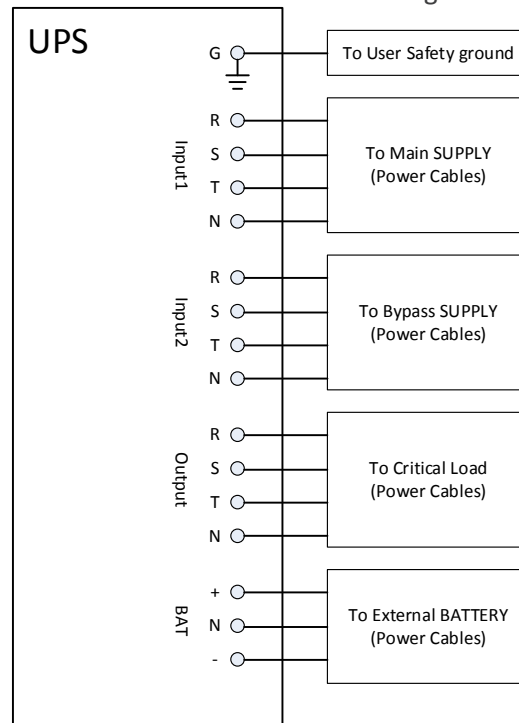 UPS
G
To User Safety ground
Input1
R
S
T
N
To Main SUPPLY
(Power Cables)
Input2
R
S
T
N
To Bypass SUPPLY
(Power Cables)
Output
R
S
T
N
To Critical Load
(Power Cables)
BAT
+
N
-
To External BATTERY
(Power Cables)